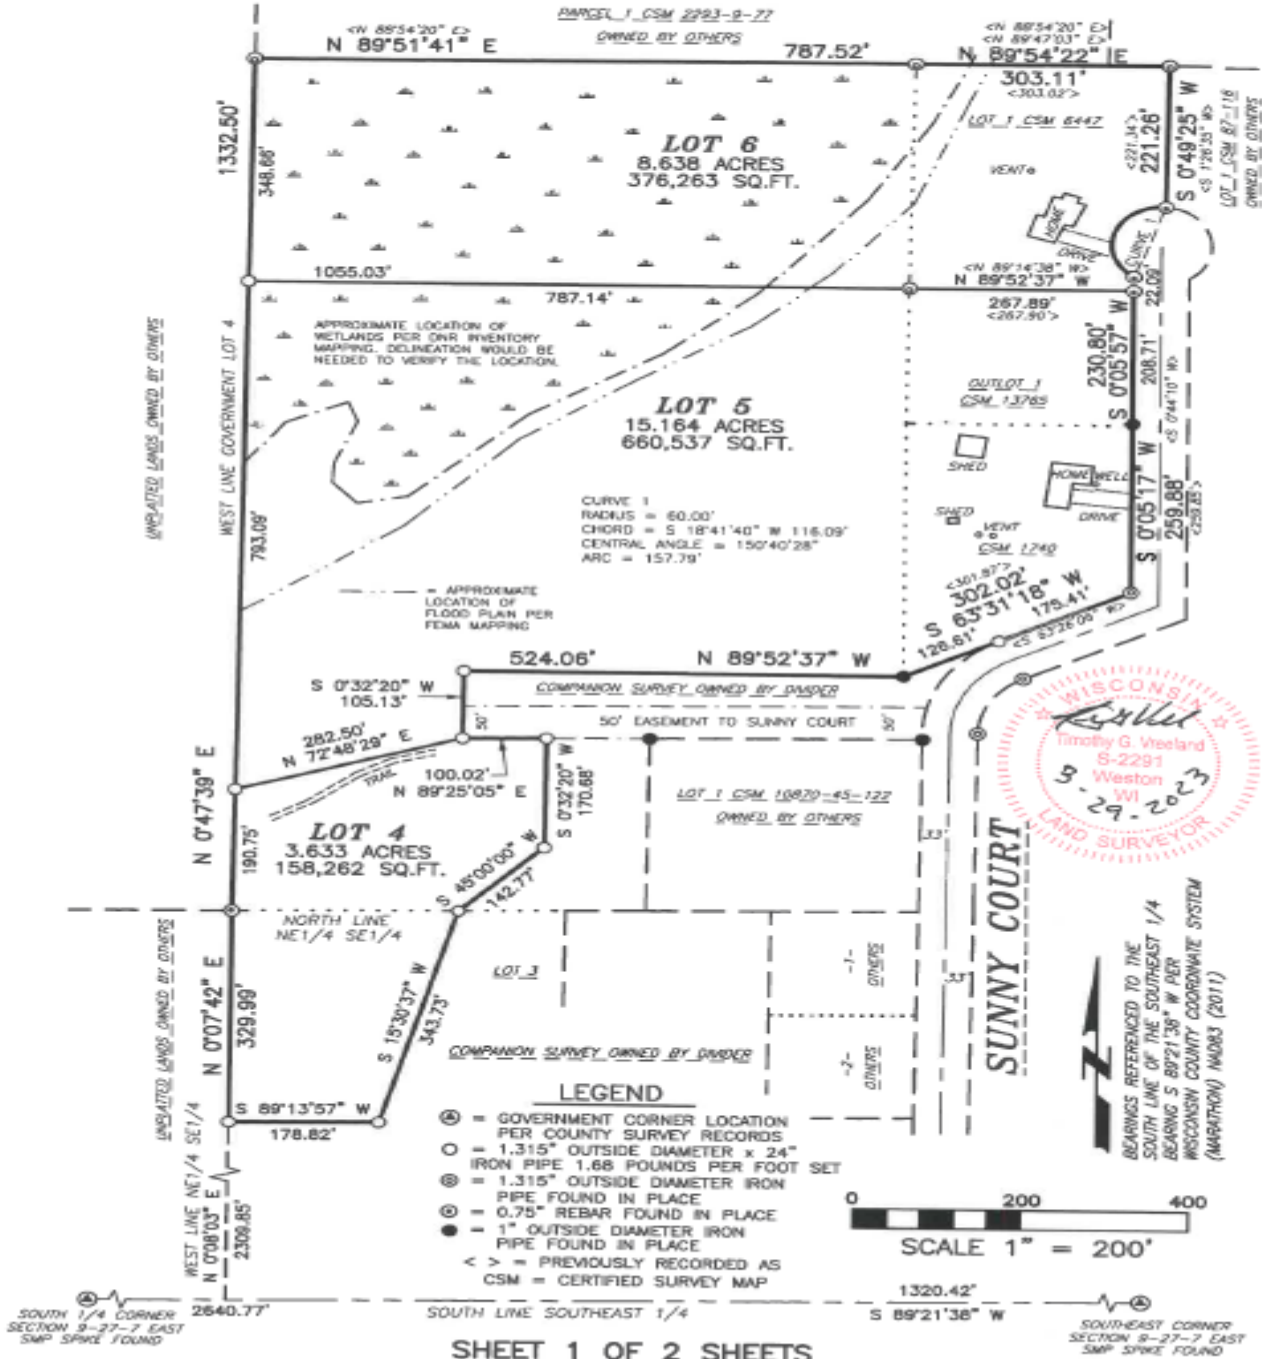 PARCEL 1 CSM 2293-9-77
OWNED BY OTHERS
<N 88°54'20" E>
N 89°51'41" E
787.52'
<N 88°54'20" E>
<N 89°47'03" E>
N 89°54'22" E
303.11'
<303.02'>
LOT 1 CSM 6447
VENT
HOME
DRIVE
CURVE 1
221.26'
<221.34'>
S 0°49'25" W
<S 1°26'35" W>
LOT 1 CSM 87-116
OWNED BY OTHERS
1332.50'
348.66'
LOT 6
8.638 ACRES
376,263 SQ.FT.
1055.03'
787.14'
<N 89°14'38" W>
N 89°52'37" W
267.89'
<267.90'>
22.09'
APPROXIMATE LOCATION OF
WETLANDS PER DNR INVENTORY
MAPPING. DELINEATION WOULD BE
NEEDED TO VERIFY THE LOCATION.
UNPLATTED LANDS OWNED BY OTHERS
WEST LINE GOVERNMENT LOT 4
793.09'
LOT 5
15.164 ACRES
660,537 SQ.FT.
OUTLOT 1
CSM 13765
230.80'
S 0°05'57" W
208.71'
<S 0°44'10" W>
SHED
HOME
WELL
DRIVE
SHED
VENT
CSM 1740
S 0°05'17" W
259.88'
<259.85'>
CURVE 1
RADIUS = 60.00'
CHORD = S 18°41'40" W 116.09'
CENTRAL ANGLE = 150°40'28"
ARC = 157.79'
= APPROXIMATE
LOCATION OF
FLOOD PLAIN PER
FEMA MAPPING
<301.87'>
302.02'
S 63°31'18" W
175.41'
126.61'
<S 63°26'06" W>
524.06'
N 89°52'37" W
S 0°32'20" W
105.13'
COMPANION SURVEY OWNED BY DIVIDER
50'
50' EASEMENT TO SUNNY COURT
50'
282.50'
N 72°48'29" E
TRAIL
100.02'
N 89°25'05" E
S 0°32'20" W
170.68'
LOT 1 CSM 10870-45-122
OWNED BY OTHERS
N 0°47'39" E
190.75'
LOT 4
3.633 ACRES
158,262 SQ.FT.
S 45°00'00" W
142.77'
33'
SUNNY COURT
WISCONSIN
Timothy G. Vreeland
S-2291
Weston
WI
3-29-2023
LAND SURVEYOR
NORTH LINE
NE1/4 SE1/4
LOT 3
-1-
OTHERS
33'
-2-
OTHERS
UNPLATTED LANDS OWNED BY OTHERS
N 0°07'42" E
329.99'
S 15°30'37" W
343.73'
COMPANION SURVEY OWNED BY DIVIDER
S 89°13'57" W
178.82'
BEARINGS REFERENCED TO THE
SOUTH LINE OF THE SOUTHEAST 1/4
BEARING S 89°21'38" W PER
WISCONSIN COUNTY COORDINATE SYSTEM
(MARATHON) NAD83 (2011)
LEGEND
= GOVERNMENT CORNER LOCATION
PER COUNTY SURVEY RECORDS
= 1.315" OUTSIDE DIAMETER x 24"
IRON PIPE 1.68 POUNDS PER FOOT SET
= 1.315" OUTSIDE DIAMETER IRON
PIPE FOUND IN PLACE
= 0.75" REBAR FOUND IN PLACE
= 1" OUTSIDE DIAMETER IRON
PIPE FOUND IN PLACE
< > = PREVIOUSLY RECORDED AS
CSM = CERTIFIED SURVEY MAP
WEST LINE NE1/4 SE1/4
N 0°08'03" E
2309.85'
0 200 400
SCALE 1" = 200'
SOUTH 1/4 CORNER
SECTION 9-27-7 EAST
SMP SPIKE FOUND
2640.77'
SOUTH LINE SOUTHEAST 1/4
1320.42'
S 89°21'38" W
SOUTHEAST CORNER
SECTION 9-27-7 EAST
SMP SPIKE FOUND
SHEET 1 OF 2 SHEETS